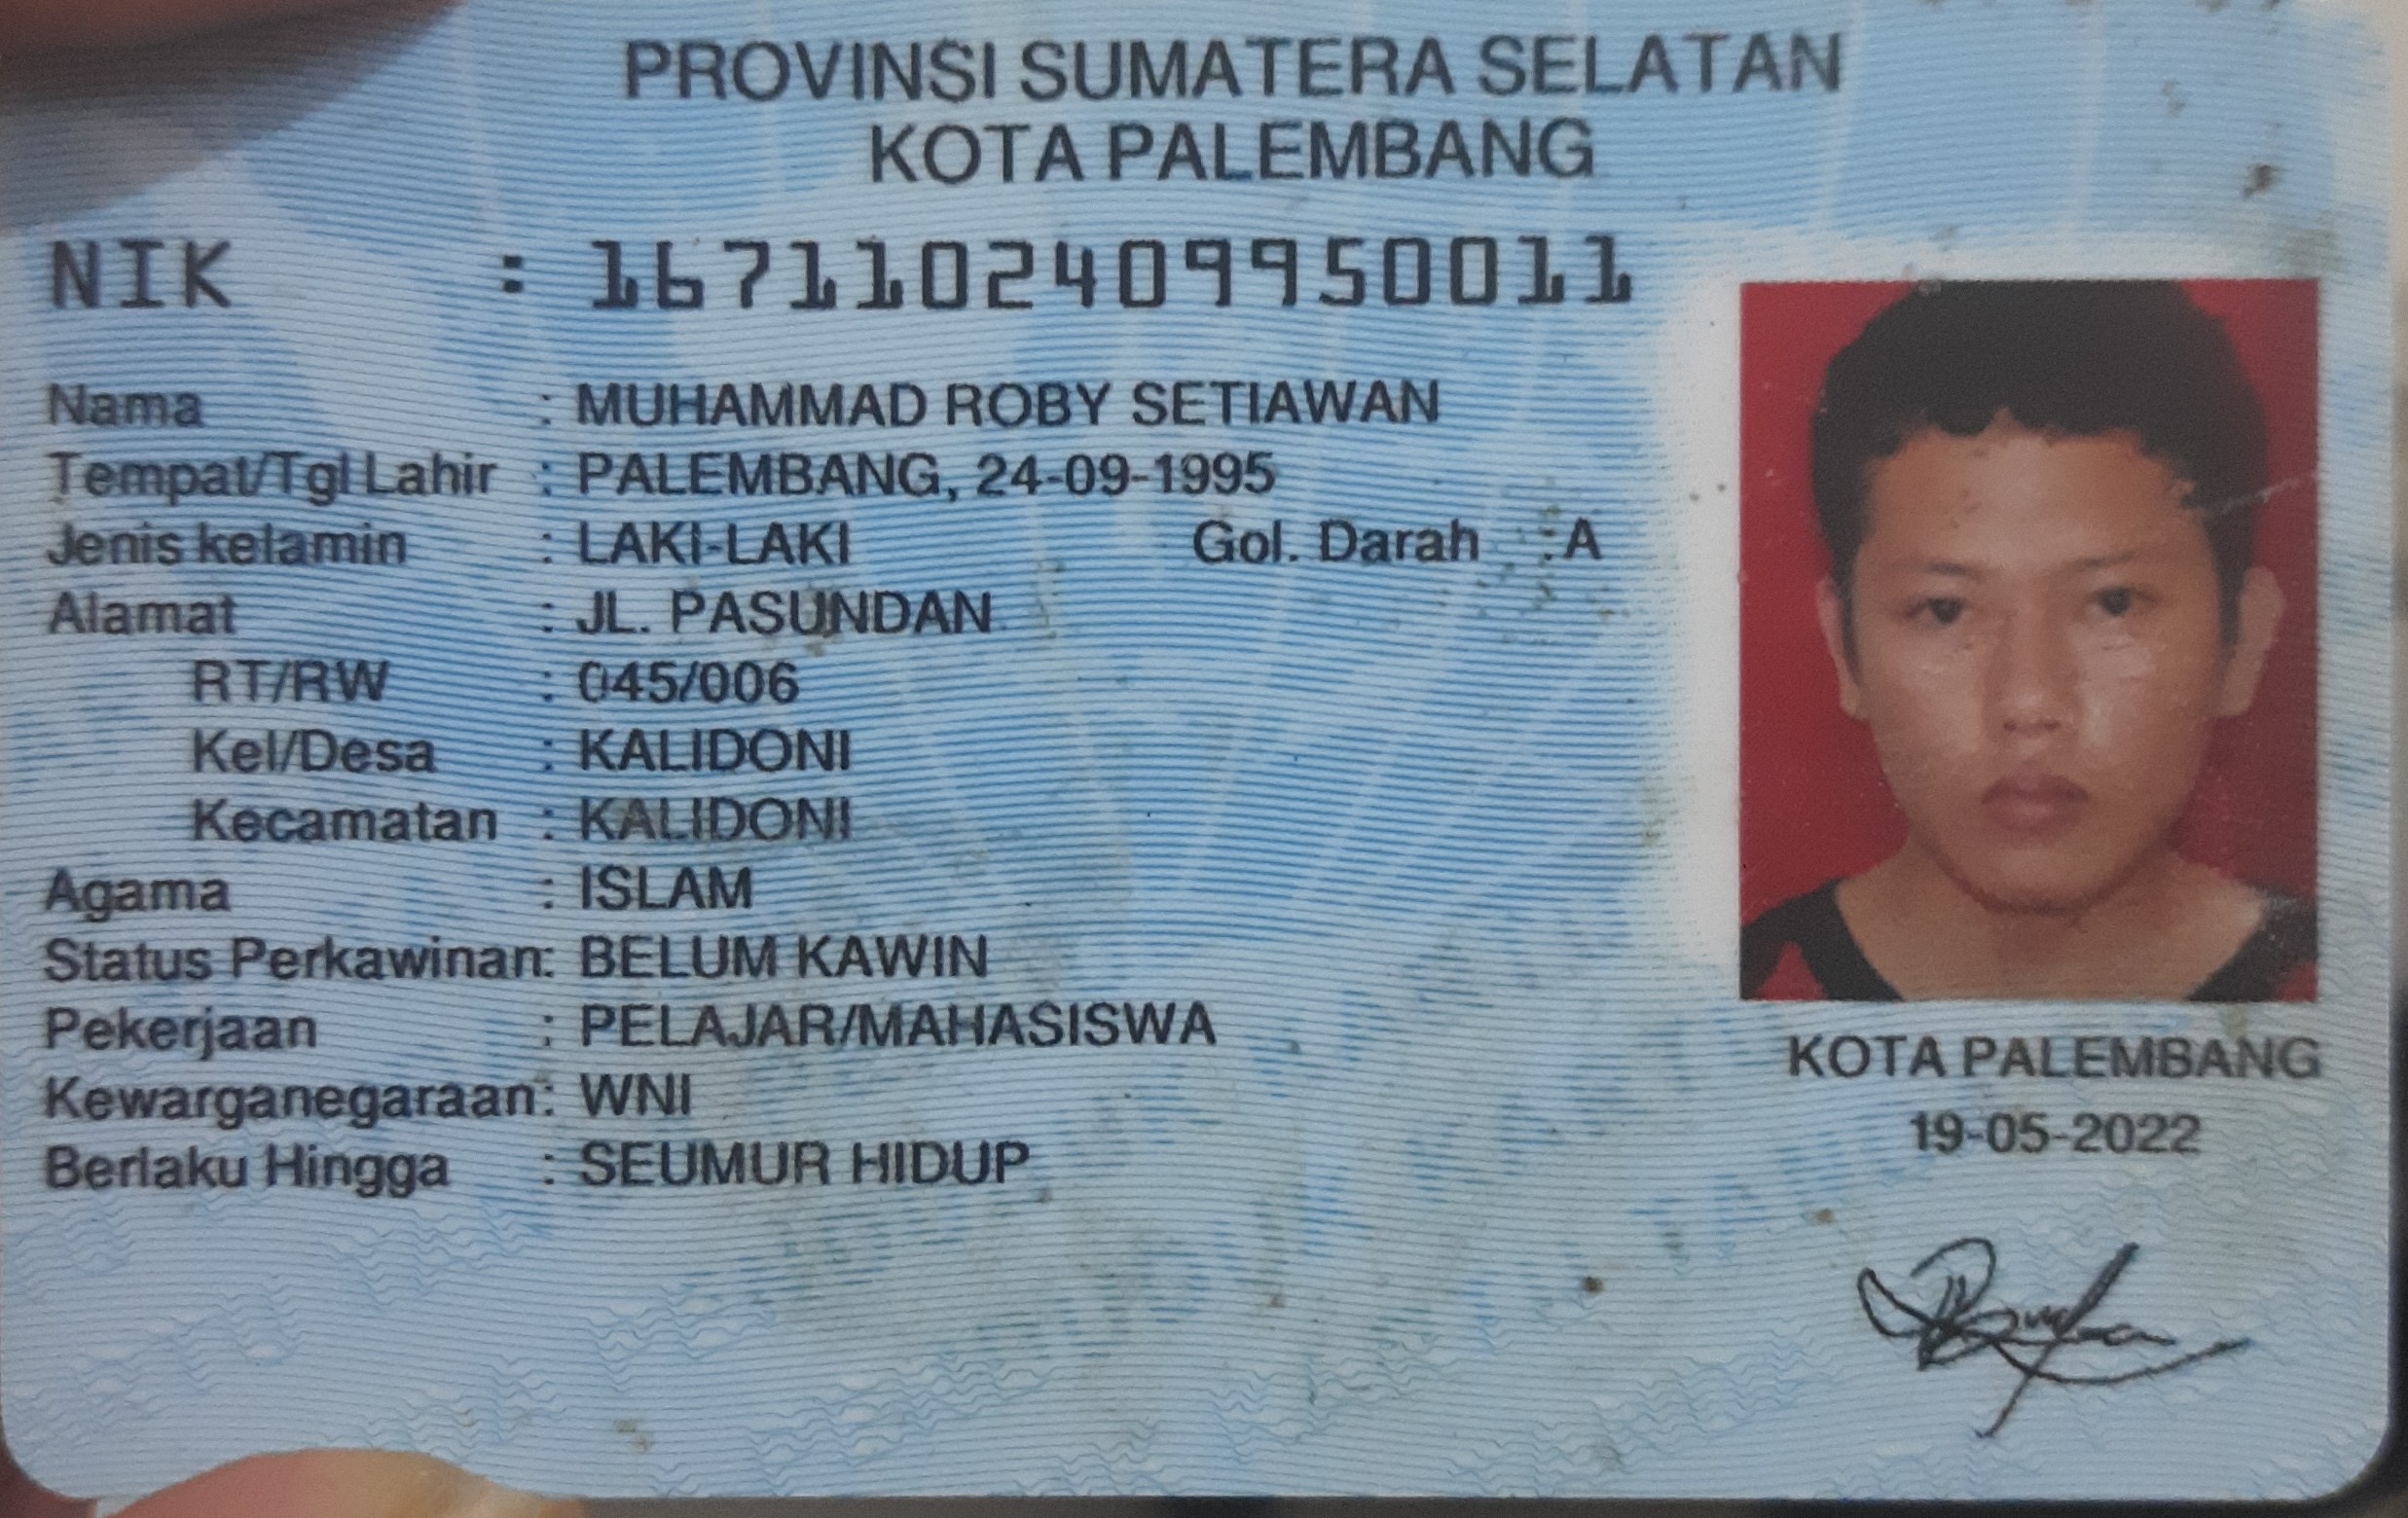 PROVINSI SUMATERA SELATAN
KOTA PALEMBANG
NIK : 1671102409950011
Nama : MUHAMMAD ROBY SETIAWAN
Tempat/Tgl Lahir : PALEMBANG, 24-09-1995
Jenis kelamin : LAKI-LAKI Gol. Darah : A
Alamat : JL. PASUNDAN
RT/RW : 045/006
Kel/Desa : KALIDONI
Kecamatan : KALIDONI
Agama : ISLAM
Status Perkawinan: BELUM KAWIN
Pekerjaan : PELAJAR/MAHASISWA
Kewarganegaraan: WNI
Berlaku Hingga : SEUMUR HIDUP
KOTA PALEMBANG
19-05-2022